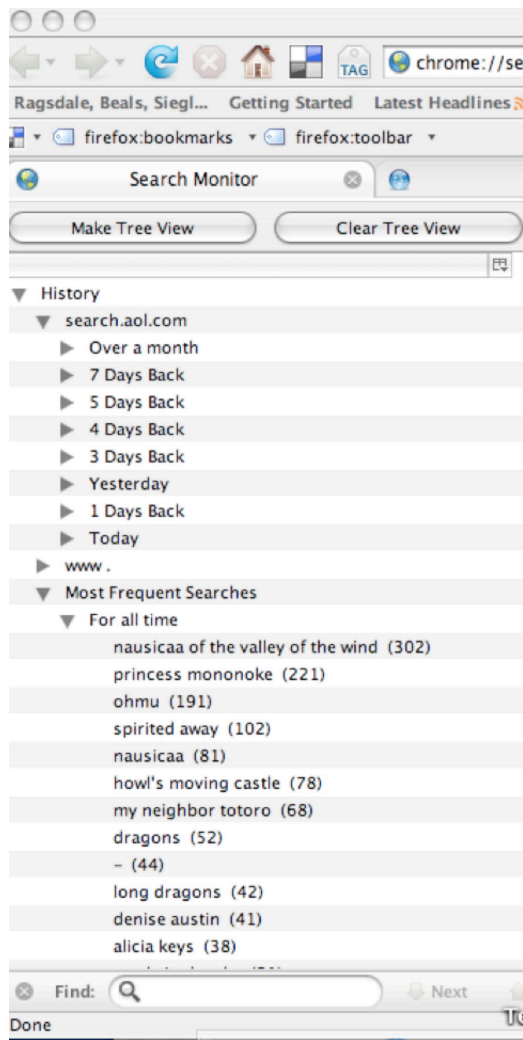 TAG chrome://se
Ragsdale, Beals, Siegl... Getting Started Latest Headlines
firefox:bookmarks firefox:toolbar
Search Monitor
Make Tree View Clear Tree View
History
search.aol.com
Over a month
7 Days Back
5 Days Back
4 Days Back
3 Days Back
Yesterday
1 Days Back
Today
www .
Most Frequent Searches
For all time
nausicaa of the valley of the wind (302)
princess mononoke (221)
ohmu (191)
spirited away (102)
nausicaa (81)
howl's moving castle (78)
my neighbor totoro (68)
dragons (52)
- (44)
long dragons (42)
denise austin (41)
alicia keys (38)
Find: Next
Done